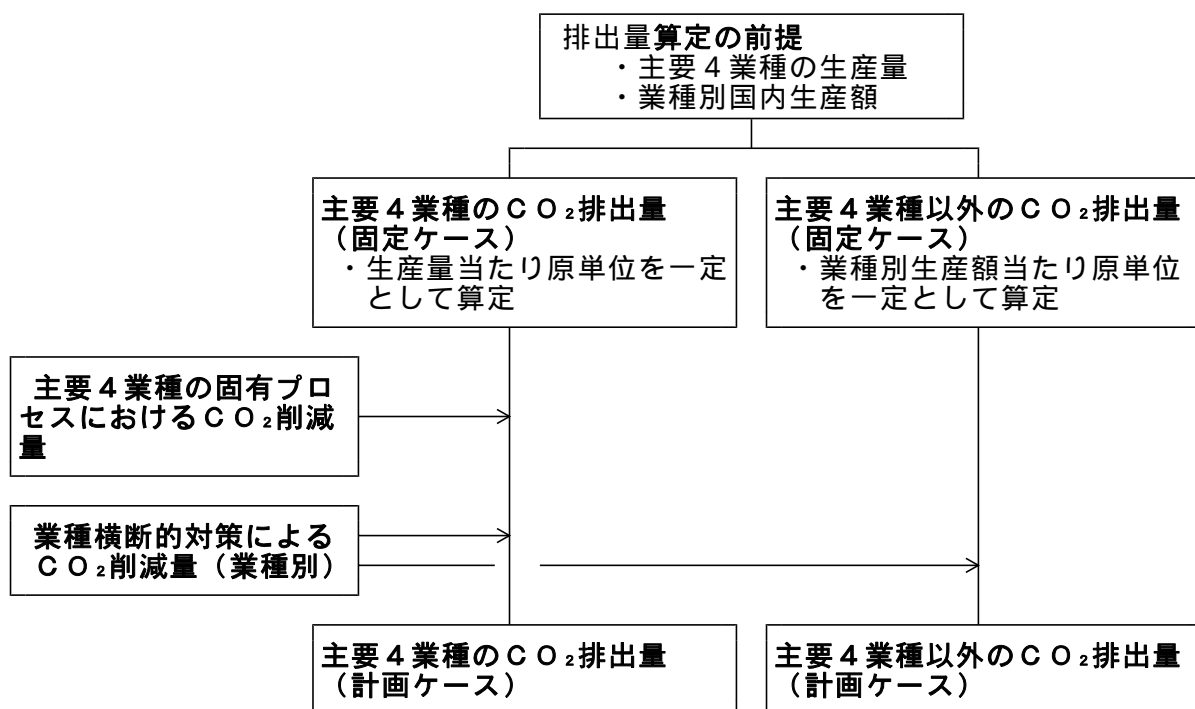 排出量算定の前提
・主要４業種の生産量
・業種別国内生産額
主要４業種のＣＯ₂排出量
（固定ケース）
・生産量当たり原単位を一定
として算定
主要４業種以外のＣＯ₂排出量
（固定ケース）
・業種別生産額当たり原単位
を一定として算定
主要４業種の固有プロ
セスにおけるＣＯ₂削減
量
業種横断的対策による
ＣＯ₂削減量（業種別）
主要４業種のＣＯ₂排出量
（計画ケース）
主要４業種以外のＣＯ₂排出量
（計画ケース）